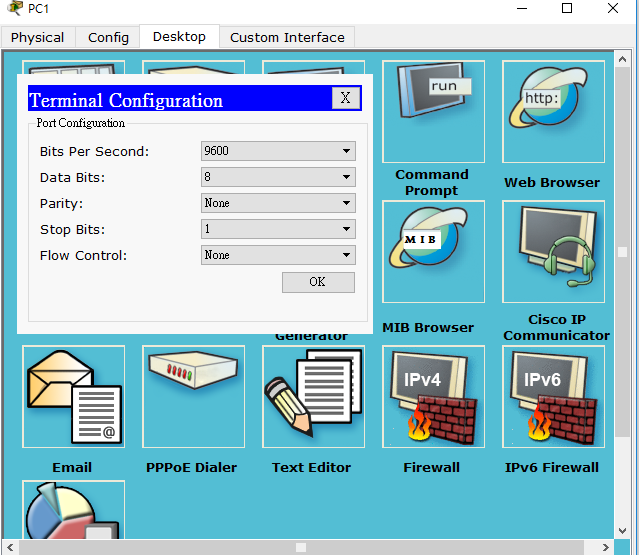 PC1
Physical Config Desktop Custom Interface
Terminal Configuration X
Port Configuration
Bits Per Second: 9600
Data Bits: 8
Parity: None
Stop Bits: 1
Flow Control: None
OK
run
http:
Command
Prompt
Web Browser
MIB
Generator
MIB Browser
Cisco IP
Communicator
@
IPv4
IPv6
Email
PPPoE Dialer
Text Editor
Firewall
IPv6 Firewall